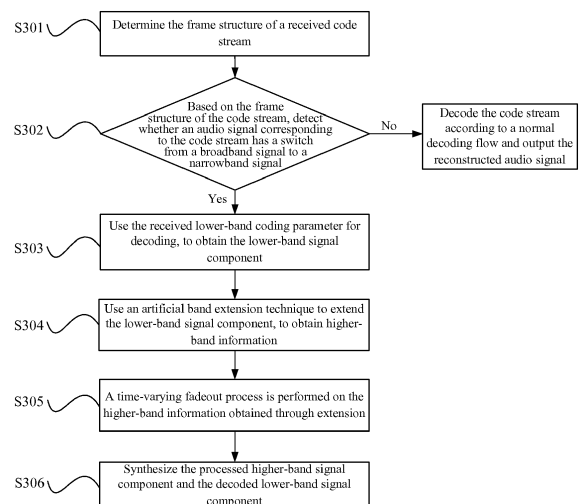 S301
Determine the frame structure of a received code
stream
S302
Based on the frame
structure of the code stream, detect
whether an audio signal corresponding
to the code stream has a switch
from a broadband signal to a
narrowband signal
No
Decode the code stream
according to a normal
decoding flow and output the
reconstructed audio signal
Yes
S303
Use the received lower-band coding parameter for
decoding, to obtain the lower-band signal
component
S304
Use an artificial band extension technique to extend
the lower-band signal component, to obtain higher-
band information
S305
A time-varying fadeout process is performed on the
higher-band information obtained through extension
S306
Synthesize the processed higher-band signal
component and the decoded lower-band signal
component